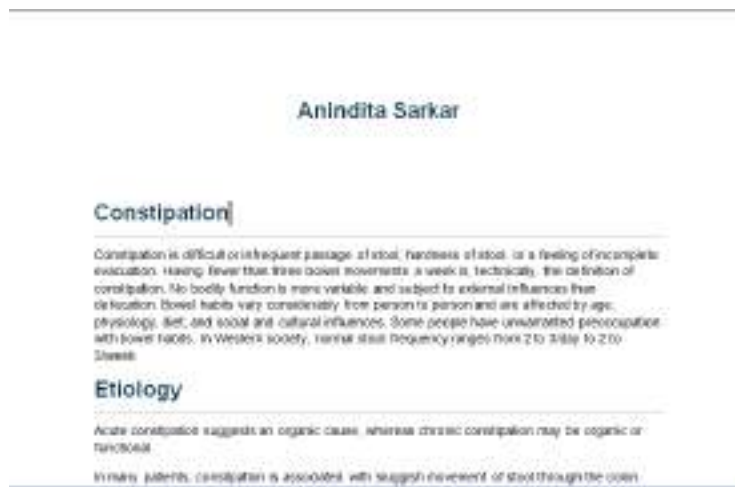 Anindita Sarkar
Constipation
Constipation is difficult or infrequent passage of stool, hardness of stool, or a feeling of incomplete
evacuation. Having fewer than three bowel movements a week is, technically, the definition of
constipation. No bodily function is more variable and subject to external influences than
defecation. Bowel habits vary considerably from person to person and are affected by age,
physiology, diet, and social and cultural influences. Some people have unwarranted preoccupation
with bowel habits. In Western society, normal stool frequency ranges from 2 to 3/day to 2 to
3/week
Etiology
Acute constipation suggests an organic cause, whereas chronic constipation may be organic or
functional
In many patients, constipation is associated with sluggish movement of stool through the colon